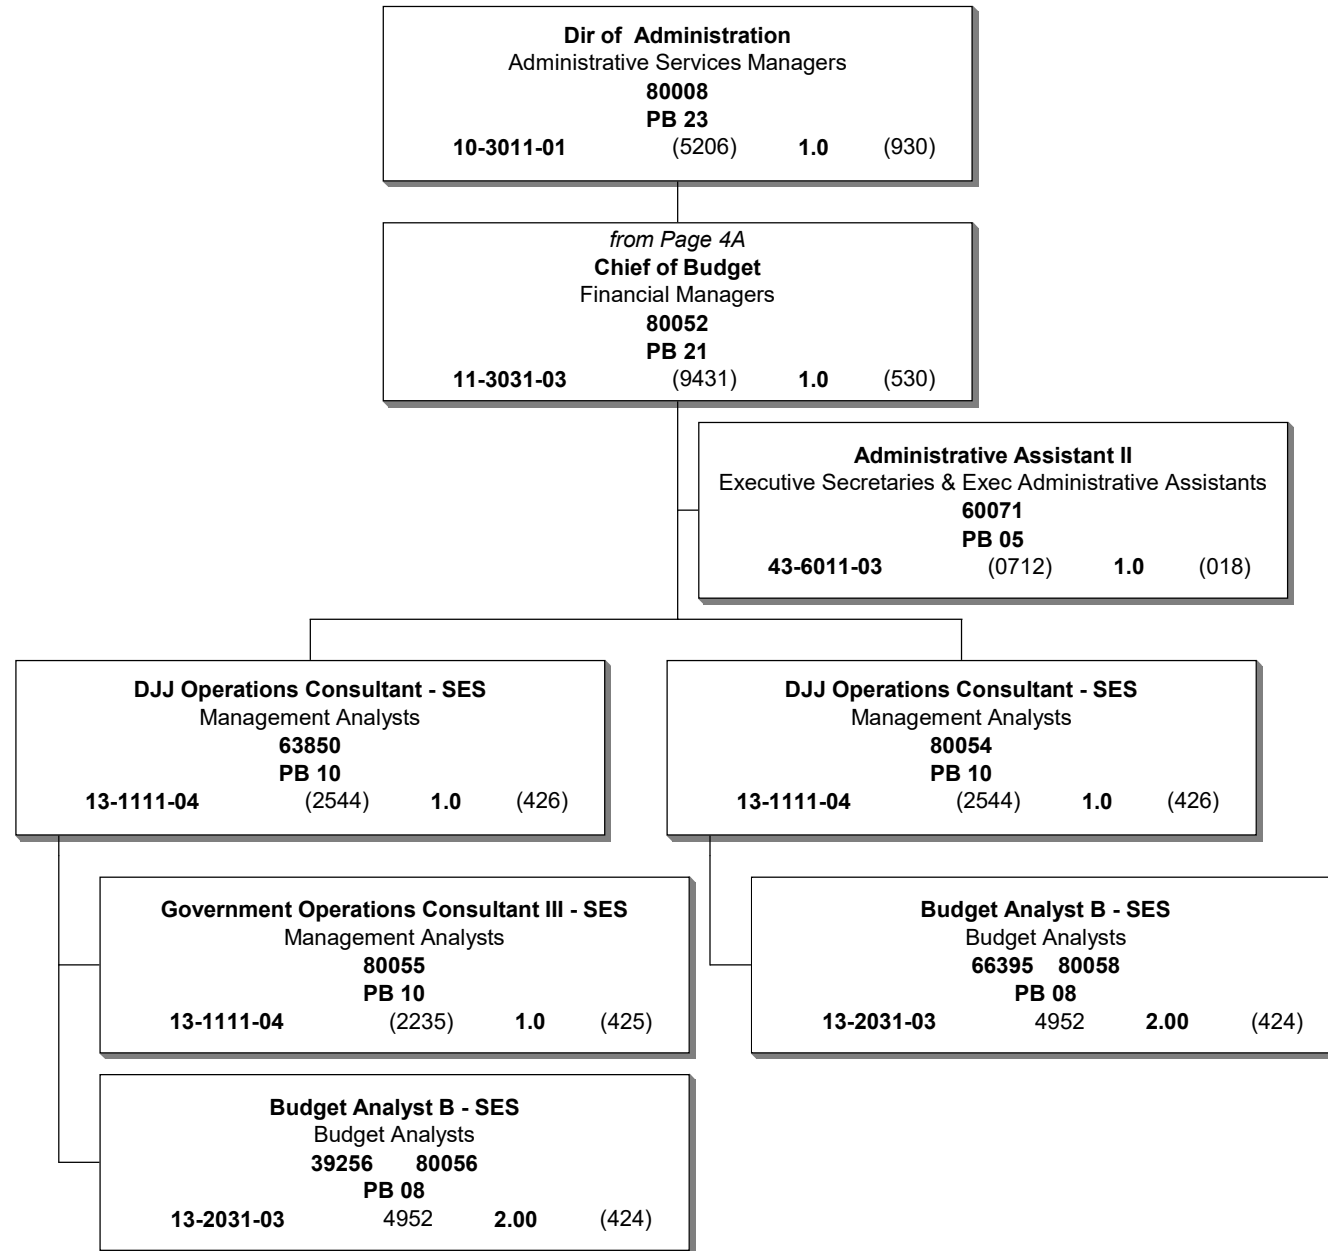 Dir of Administration
Administrative Services Managers
80008
PB 23
10-3011-01 (5206) 1.0 (930)
from Page 4A
Chief of Budget
Financial Managers
80052
PB 21
11-3031-03 (9431) 1.0 (530)
Administrative Assistant II
Executive Secretaries & Exec Administrative Assistants
60071
PB 05
43-6011-03 (0712) 1.0 (018)
DJJ Operations Consultant - SES
Management Analysts
63850
PB 10
13-1111-04 (2544) 1.0 (426)
DJJ Operations Consultant - SES
Management Analysts
80054
PB 10
13-1111-04 (2544) 1.0 (426)
Government Operations Consultant III - SES
Management Analysts
80055
PB 10
13-1111-04 (2235) 1.0 (425)
Budget Analyst B - SES
Budget Analysts
66395 80058
PB 08
13-2031-03 4952 2.00 (424)
Budget Analyst B - SES
Budget Analysts
39256 80056
PB 08
13-2031-03 4952 2.00 (424)